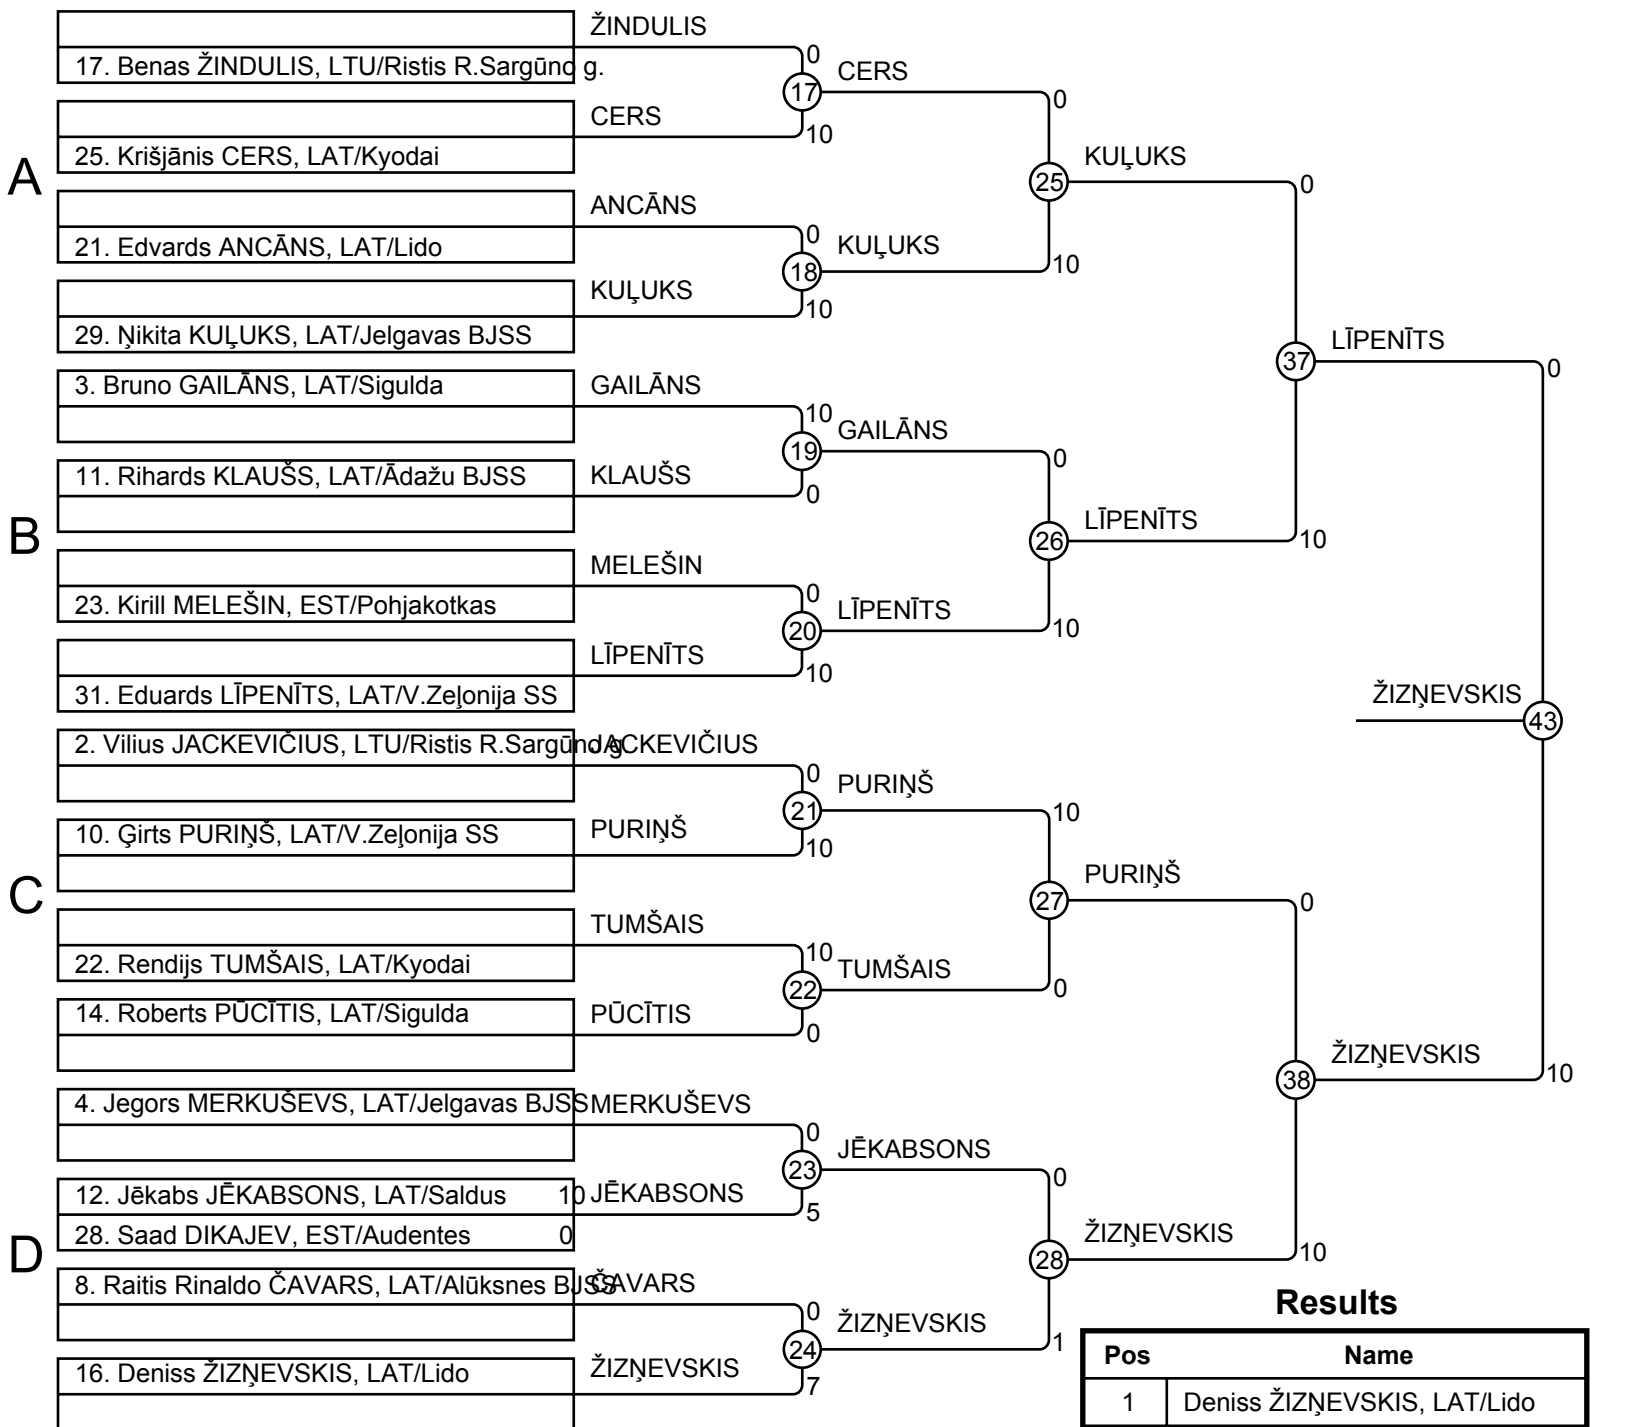 ŽINDULIS
17. Benas ŽINDULIS, LTU/Ristis R.Sargūno g.
0
17
CERS
10
0
CERS
25. Krišjānis CERS, LAT/Kyodai
A
25
KUĻUKS
0
ANCĀNS
21. Edvards ANCĀNS, LAT/Lido
0
18
KUĻUKS
10
10
KUĻUKS
29. Ņikita KUĻUKS, LAT/Jelgavas BJSS
37
LĪPENĪTS
0
3. Bruno GAILĀNS, LAT/Sigulda
GAILĀNS
10
19
GAILĀNS
0
0
11. Rihards KLAUŠS, LAT/Ādažu BJSS
KLAUŠS
B
26
LĪPENĪTS
10
MELEŠIN
23. Kirill MELEŠIN, EST/Pohjakotkas
0
20
LĪPENĪTS
10
10
LĪPENĪTS
31. Eduards LĪPENĪTS, LAT/V.Zeļonija SS
ŽIZŅEVSKIS
43
2. Vilius JACKEVIČIUS, LTU/Ristis R.Sargūno g.
JACKEVIČIUS
0
21
PURIŅŠ
10
10
10. Ģirts PURIŅŠ, LAT/V.Zeļonija SS
PURIŅŠ
C
27
PURIŅŠ
0
TUMŠAIS
22. Rendijs TUMŠAIS, LAT/Kyodai
10
22
TUMŠAIS
0
0
14. Roberts PŪCĪTIS, LAT/Sigulda
PŪCĪTIS
38
ŽIZŅEVSKIS
10
4. Jegors MERKUŠEVS, LAT/Jelgavas BJSS
MERKUŠEVS
0
23
JĒKABSONS
5
0
12. Jēkabs JĒKABSONS, LAT/Saldus 10
JĒKABSONS
28. Saad DIKAJEV, EST/Audentes 0
D
28
ŽIZŅEVSKIS
10
8. Raitis Rinaldo ČAVARS, LAT/Alūksnes BJSS
ČAVARS
0
24
ŽIZŅEVSKIS
7
1
16. Deniss ŽIZŅEVSKIS, LAT/Lido
ŽIZŅEVSKIS
Results
Pos Name
1 Deniss ŽIZŅEVSKIS, LAT/Lido